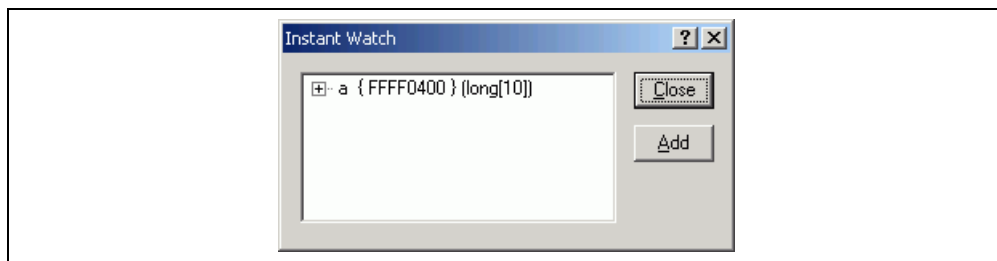 Instant Watch
a { FFFF0400 } (long[10])
Close
Add